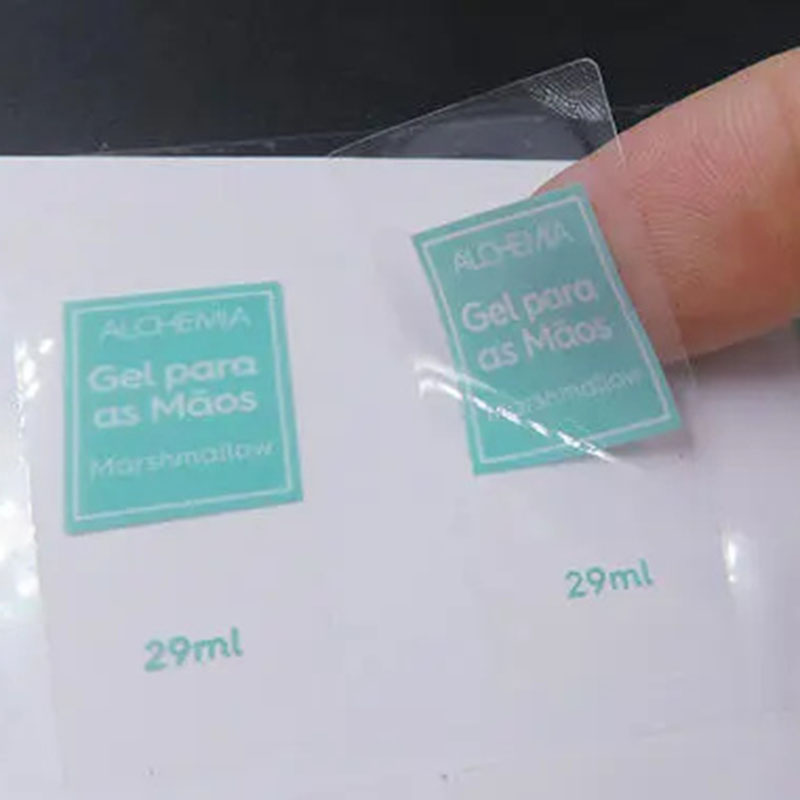 ALCHEMIA
Gel para
as Mãos
Marshmallow
29ml
ALCHEMIA
Gel para
as Mãos
Marshmallow
29ml